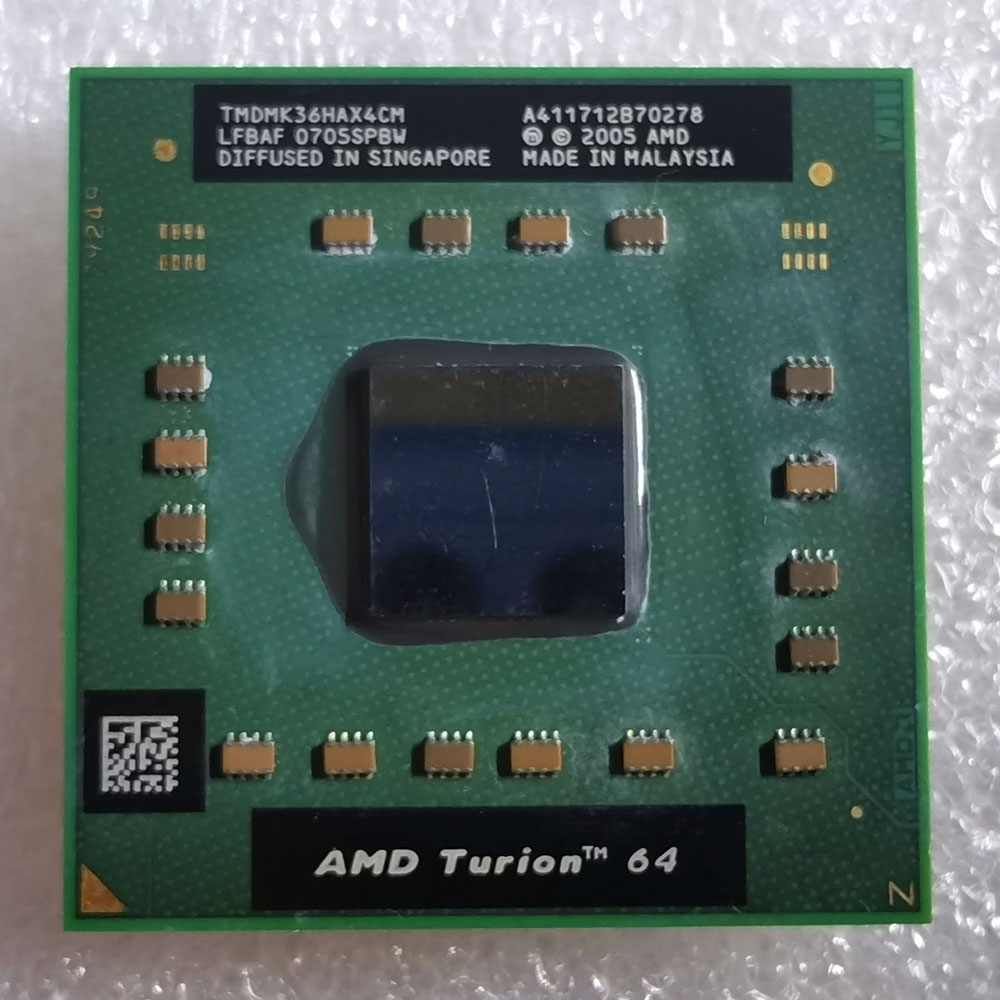 TMDMK36HAX4CM A411712B70278
LFBAF 0705SPBW ⓜ © 2005 AMD
DIFFUSED IN SINGAPORE MADE IN MALAYSIA
AMD Turion™ 64
Z